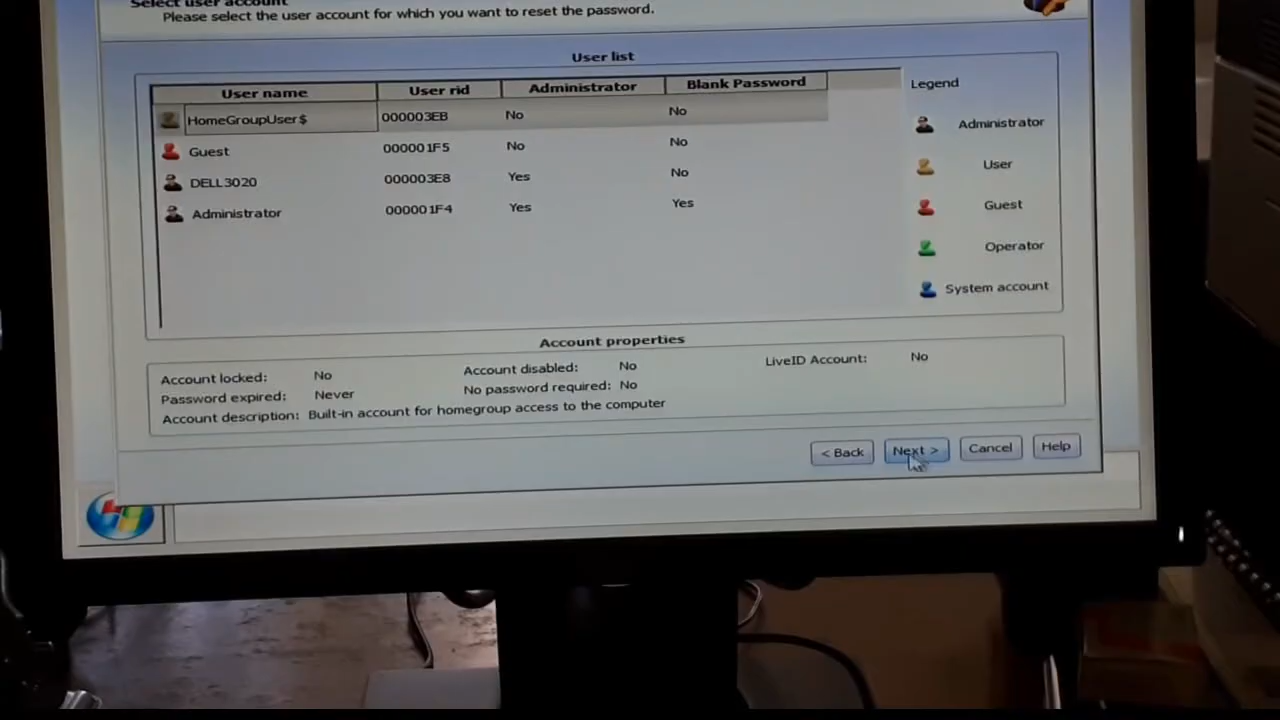 Select user account
Please select the user account for which you want to reset the password.
User list
User name User rid Administrator Blank Password
HomeGroupUser$ 000003EB No No
Guest 000001F5 No No
DELL3020 000003E8 Yes No
Administrator 000001F4 Yes Yes
Legend
Administrator
User
Guest
Operator
System account
Account properties
Account locked: No Account disabled: No LiveID Account: No
Password expired: Never No password required: No
Account description: Built-in account for homegroup access to the computer
< Back Next > Cancel Help